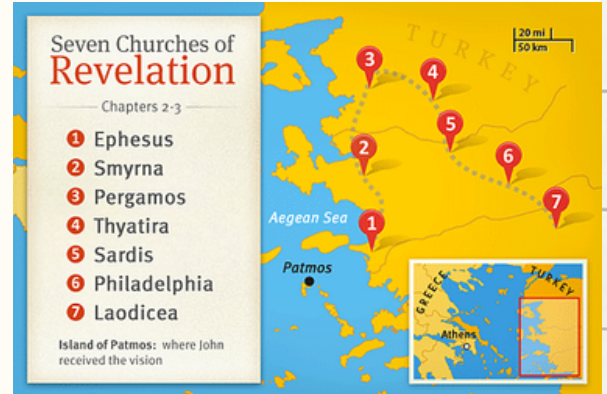 Seven Churches of
Revelation
Chapters 2-3
1 Ephesus
2 Smyrna
3 Pergamos
4 Thyatira
5 Sardis
6 Philadelphia
7 Laodicea
Island of Patmos: where John
received the vision
TURKEY
20 mi
50 km
3
4
5
2
6
7
1
Aegean Sea
Patmos
GREECE
TURKEY
Athens